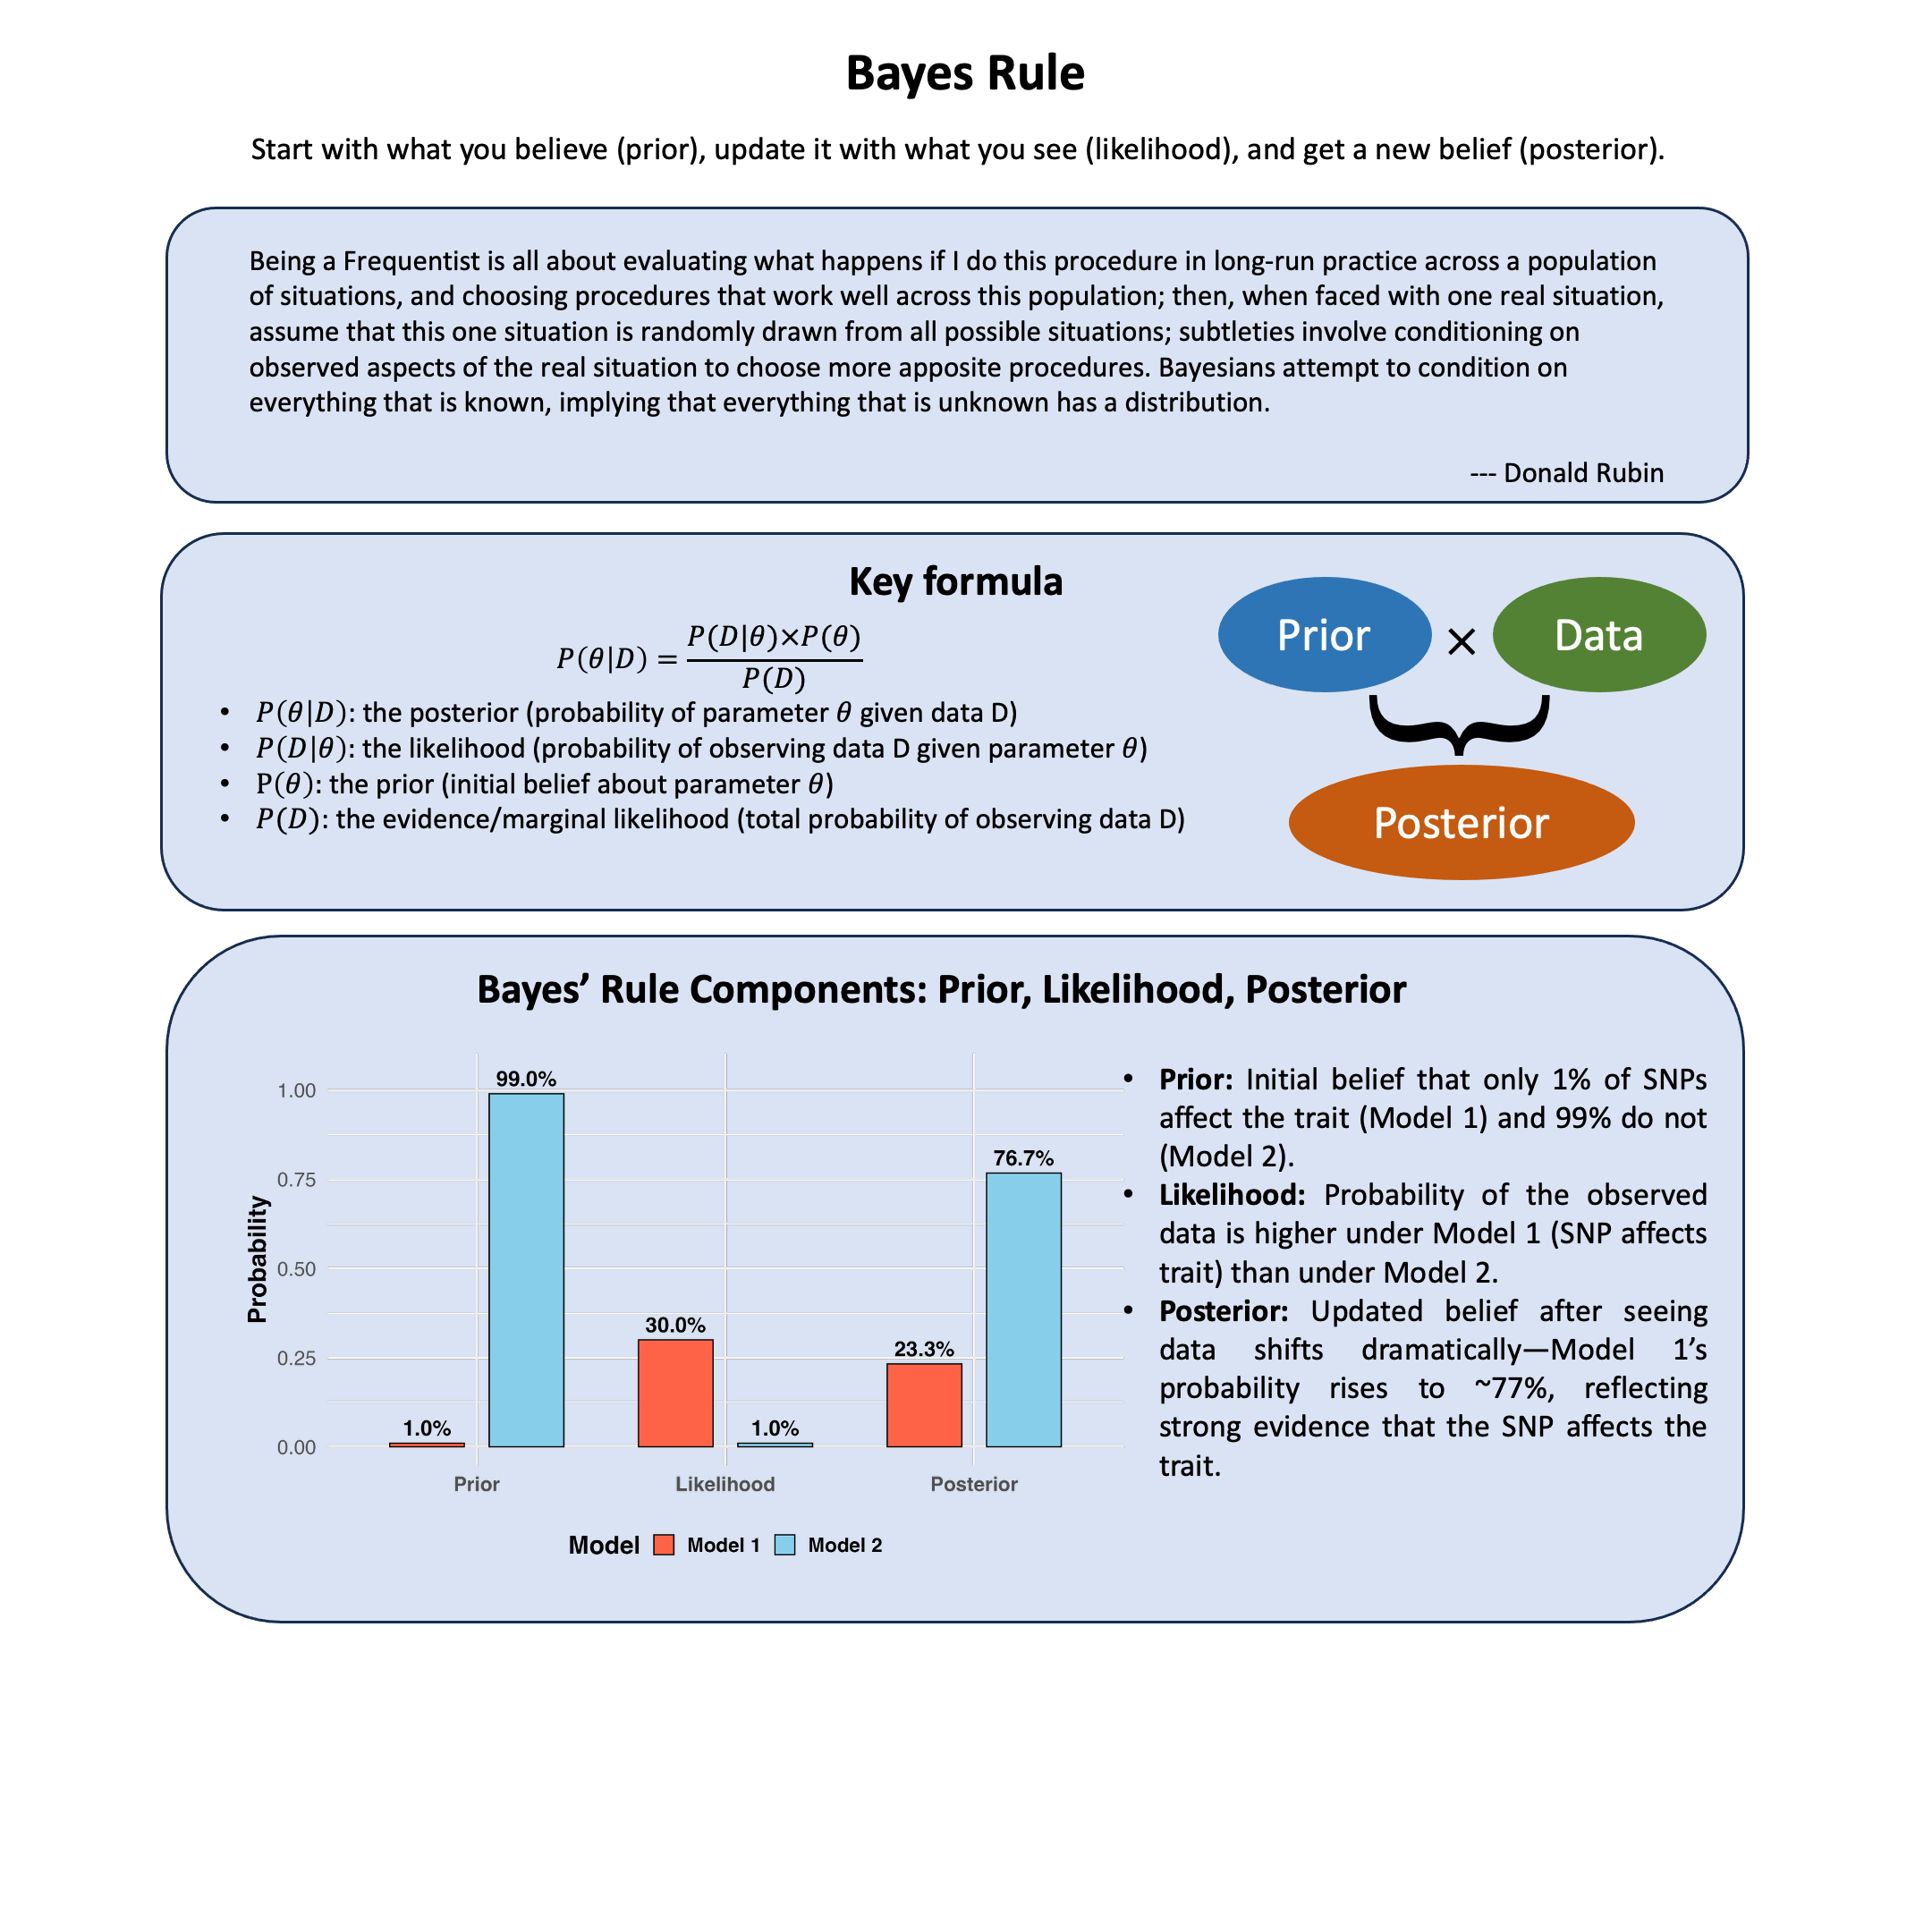 Bayes Rule
Start with what you believe (prior), update it with what you see (likelihood), and get a new belief (posterior).
Being a Frequentist is all about evaluating what happens if I do this procedure in long-run practice across a population
of situations, and choosing procedures that work well across this population; then, when faced with one real situation,
assume that this one situation is randomly drawn from all possible situations; subtleties involve conditioning on
observed aspects of the real situation to choose more apposite procedures. Bayesians attempt to condition on
everything that is known, implying that everything that is unknown has a distribution.
--- Donald Rubin
Key formula
P(θ|D) = P(D|θ)×P(θ) / P(D)
• P(θ|D): the posterior (probability of parameter θ given data D)
• P(D|θ): the likelihood (probability of observing data D given parameter θ)
• P(θ): the prior (initial belief about parameter θ)
• P(D): the evidence/marginal likelihood (total probability of observing data D)
Prior × Data
Posterior
Bayes’ Rule Components: Prior, Likelihood, Posterior
Probability
1.00
0.75
0.50
0.25
0.00
1.0%
99.0%
30.0%
1.0%
23.3%
76.7%
Prior
Likelihood
Posterior
Model Model 1 Model 2
• Prior: Initial belief that only 1% of SNPs
affect the trait (Model 1) and 99% do not
(Model 2).
• Likelihood: Probability of the observed
data is higher under Model 1 (SNP affects
trait) than under Model 2.
• Posterior: Updated belief after seeing
data shifts dramatically—Model 1’s
probability rises to ~77%, reflecting
strong evidence that the SNP affects the
trait.